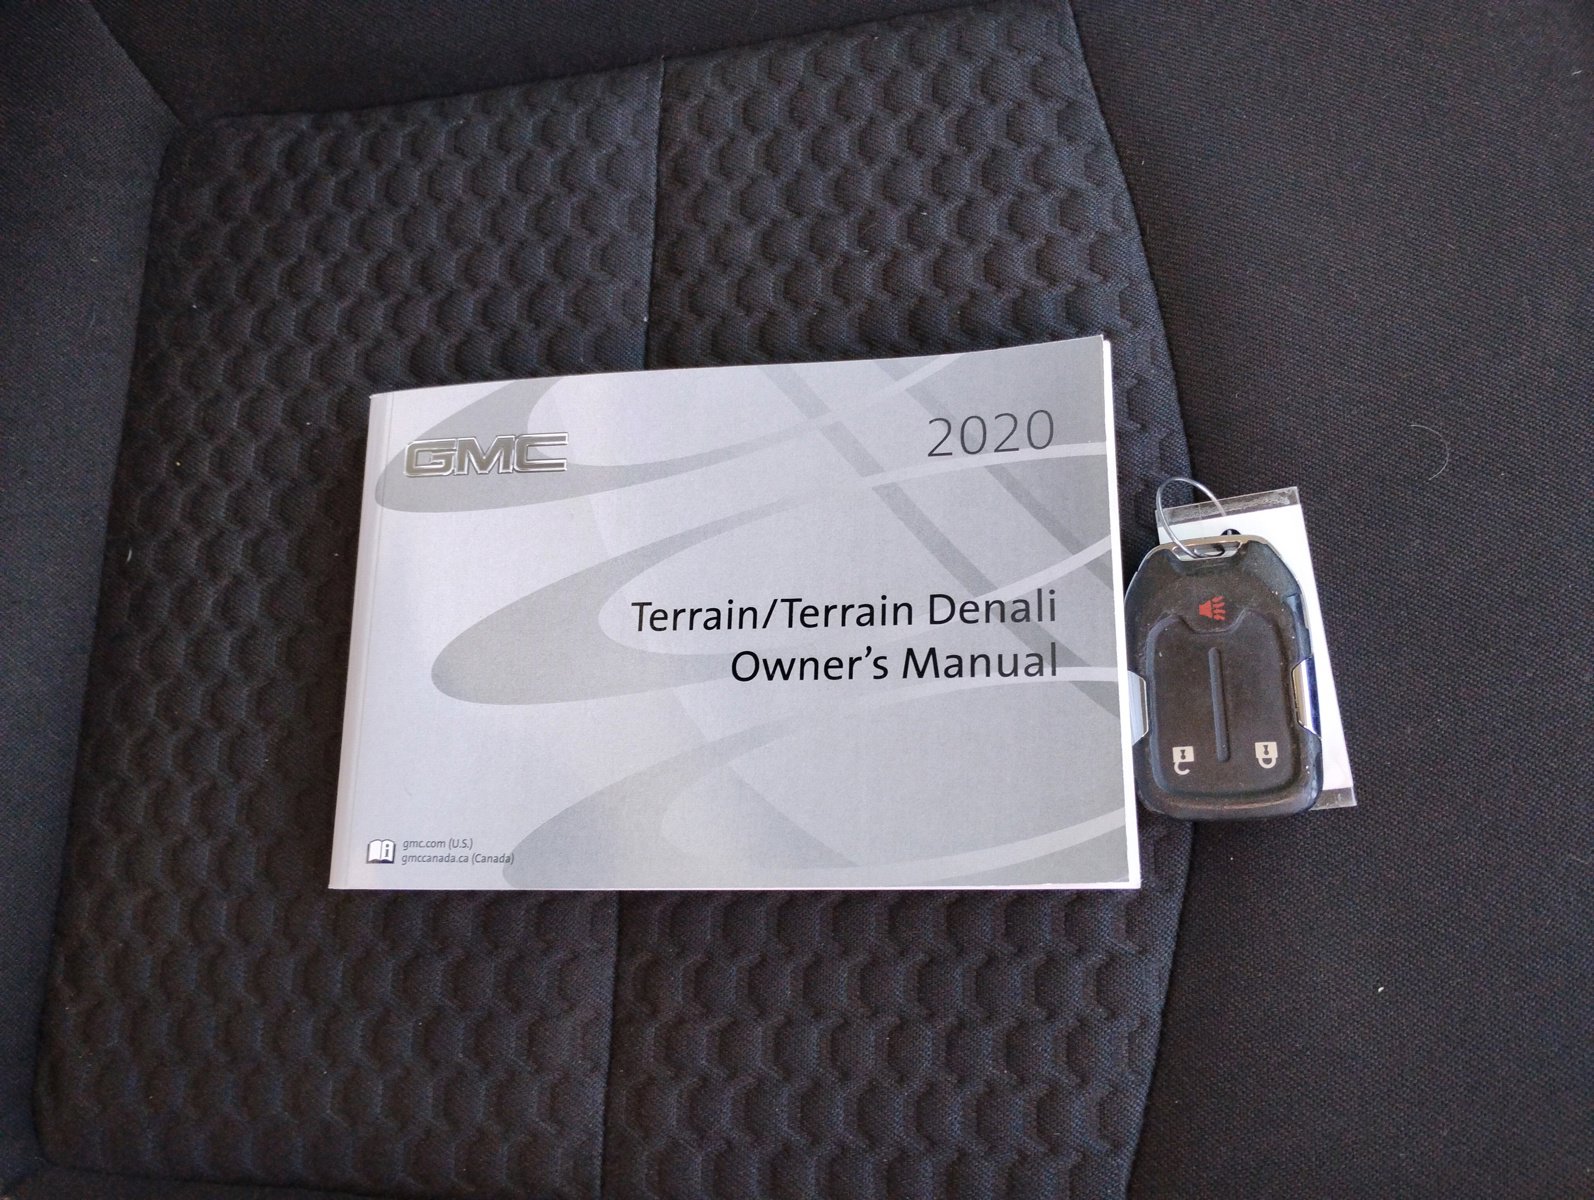 GMC
2020
Terrain/Terrain Denali
Owner's Manual
gmc.com (U.S.)
gmccanada.ca (Canada)